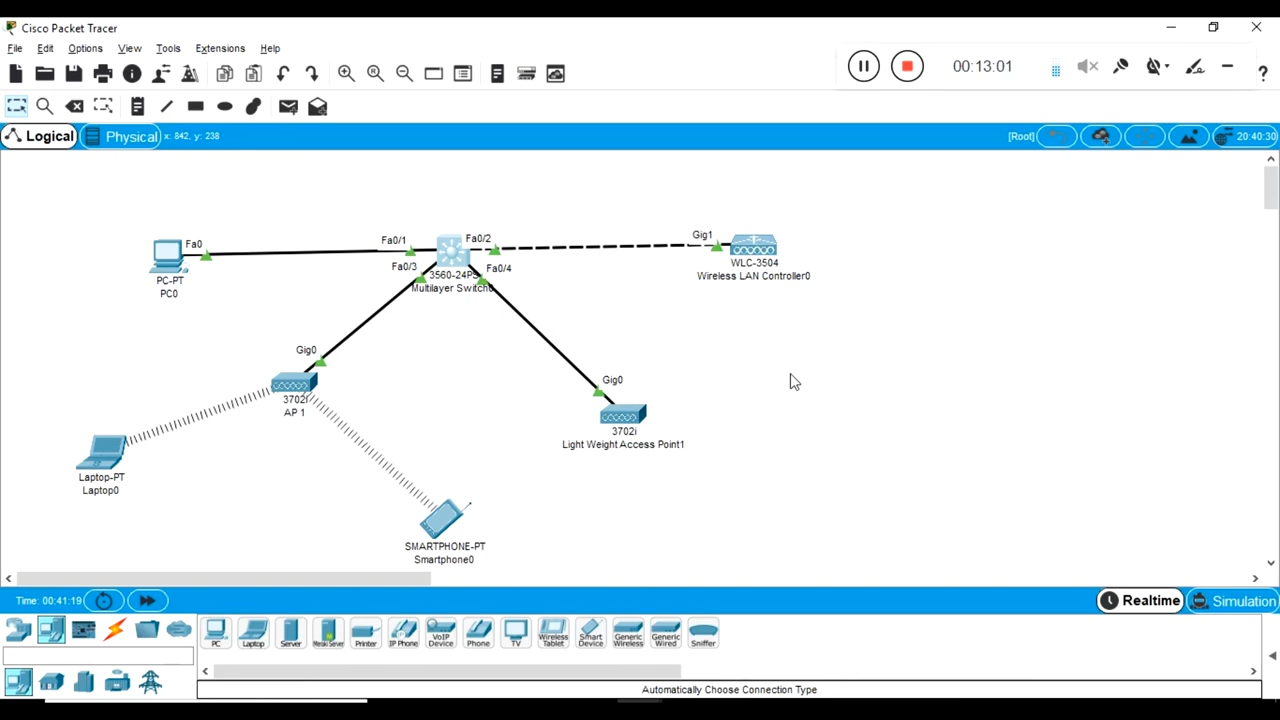 Cisco Packet Tracer
File Edit Options View Tools Extensions Help
00:13:01
?
Logical Physical x: 842, y: 238 [Root] 20:40:30
Fa0 Fa0/1 Fa0/2 Gig1
Fa0/3 Fa0/4
PC-PT
PC0
3560-24PS
Multilayer Switch0
WLC-3504
Wireless LAN Controller0
Gig0
3702i
AP 1
Gig0
3702i
Light Weight Access Point1
Laptop-PT
Laptop0
SMARTPHONE-PT
Smartphone0
Time: 00:41:19 Realtime Simulation
PC Laptop Server Meraki Server Printer IP Phone VoIP Device Phone TV Wireless Tablet Smart Device Generic Wireless Generic Wired Sniffer
Automatically Choose Connection Type